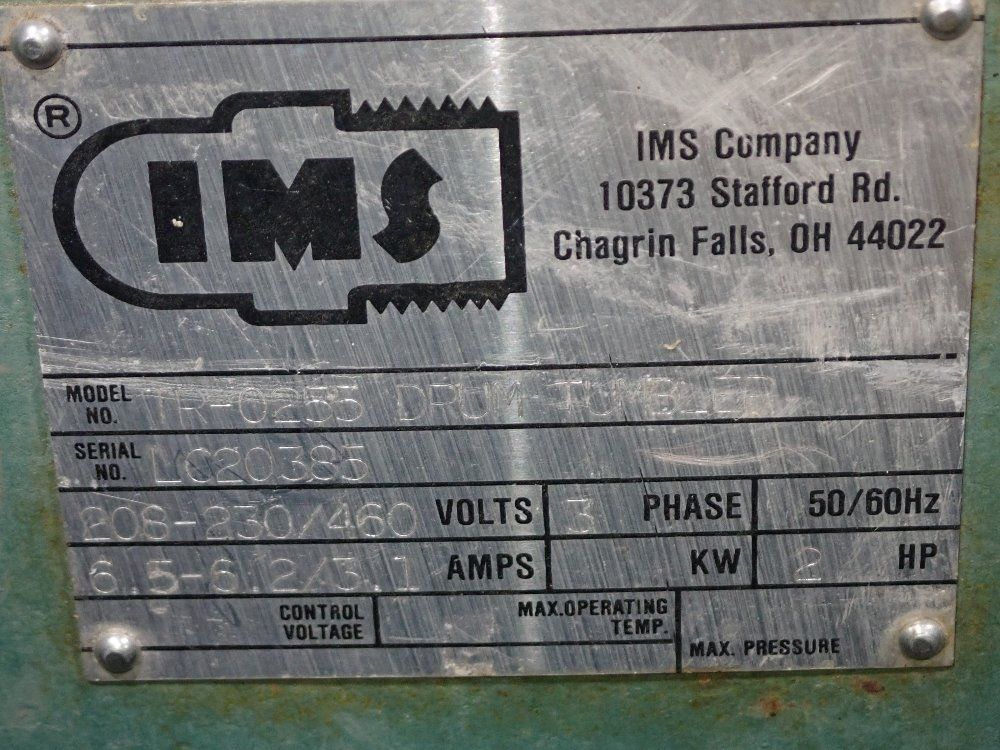 ®
IMS
IMS Company
10373 Stafford Rd.
Chagrin Falls, OH 44022
MODEL NO. TR-0255 DRUM TUMBLER
SERIAL NO. LC20385
208-230/460 VOLTS 3 PHASE 50/60Hz
6.5-6.2/3.1 AMPS KW 2 HP
CONTROL VOLTAGE MAX.OPERATING TEMP. MAX. PRESSURE